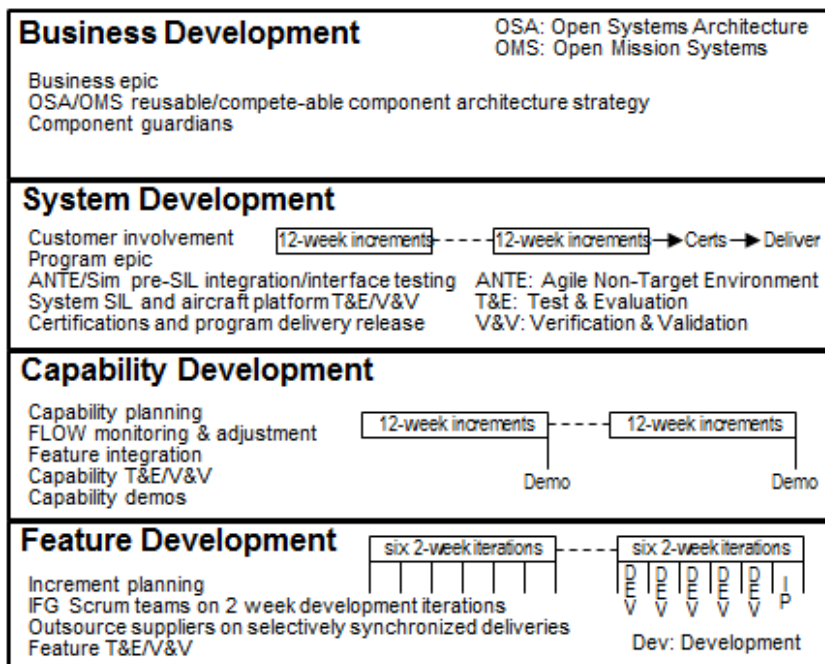 Business Development
OSA: Open Systems Architecture
OMS: Open Mission Systems
Business epic
OSA/OMS reusable/compete-able component architecture strategy
Component guardians
System Development
Customer involvement
12-week increments
12-week increments
Certs
Deliver
Program epic
ANTE/Sim pre-SIL integration/interface testing
System SIL and aircraft platform T&E/V&V
Certifications and program delivery release
ANTE: Agile Non-Target Environment
T&E: Test & Evaluation
V&V: Verification & Validation
Capability Development
Capability planning
FLOW monitoring & adjustment
Feature integration
Capability T&E/V&V
Capability demos
12-week increments
12-week increments
Demo
Demo
Feature Development
six 2-week iterations
six 2-week iterations
DEV
DEV
DEV
DEV
DEV
IP
Increment planning
IFG Scrum teams on 2 week development iterations
Outsource suppliers on selectively synchronized deliveries
Feature T&E/V&V
Dev: Development